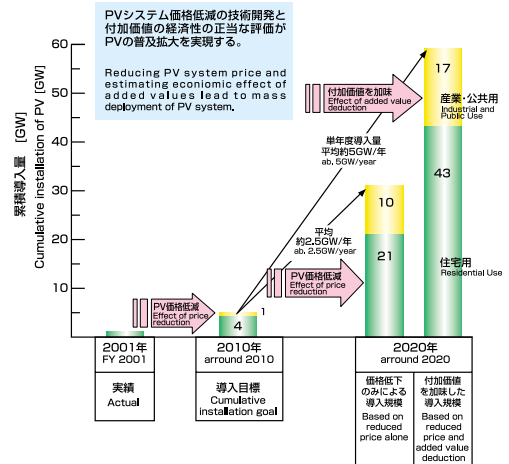 PVシステム価格低減の技術開発と
付加価値の経済性の正当な評価が
PVの普及拡大を実現する。
Reducing PV system price and
estimating economic effect of
added values lead to mass
deployment of PV system.
累積導入量 [GW]
Cumulative installation of PV [GW]
60
50
40
30
20
10
付加価値を加味
Effect of added value
deduction
17
産業・公共用
Industrial and
Public Use
単年度導入量
平均約5GW/年
ab. 5GW/year
43
10
平均
約2.5GW/年
ab. 2.5GW/year
21
住宅用
Residential Use
PV価格低減
Effect of price
reduction
PV価格低減
Effect of price
reduction
1
4
2001年
FY 2001
2010年
arround 2010
2020年
arround 2020
実績
Actual
導入目標
Cumulative
installation goal
価格低下
のみによる
導入規模
Based on
reduced
price alone
付加価値
を加味した
導入規模
Based on
reduced
price and
added value
deduction